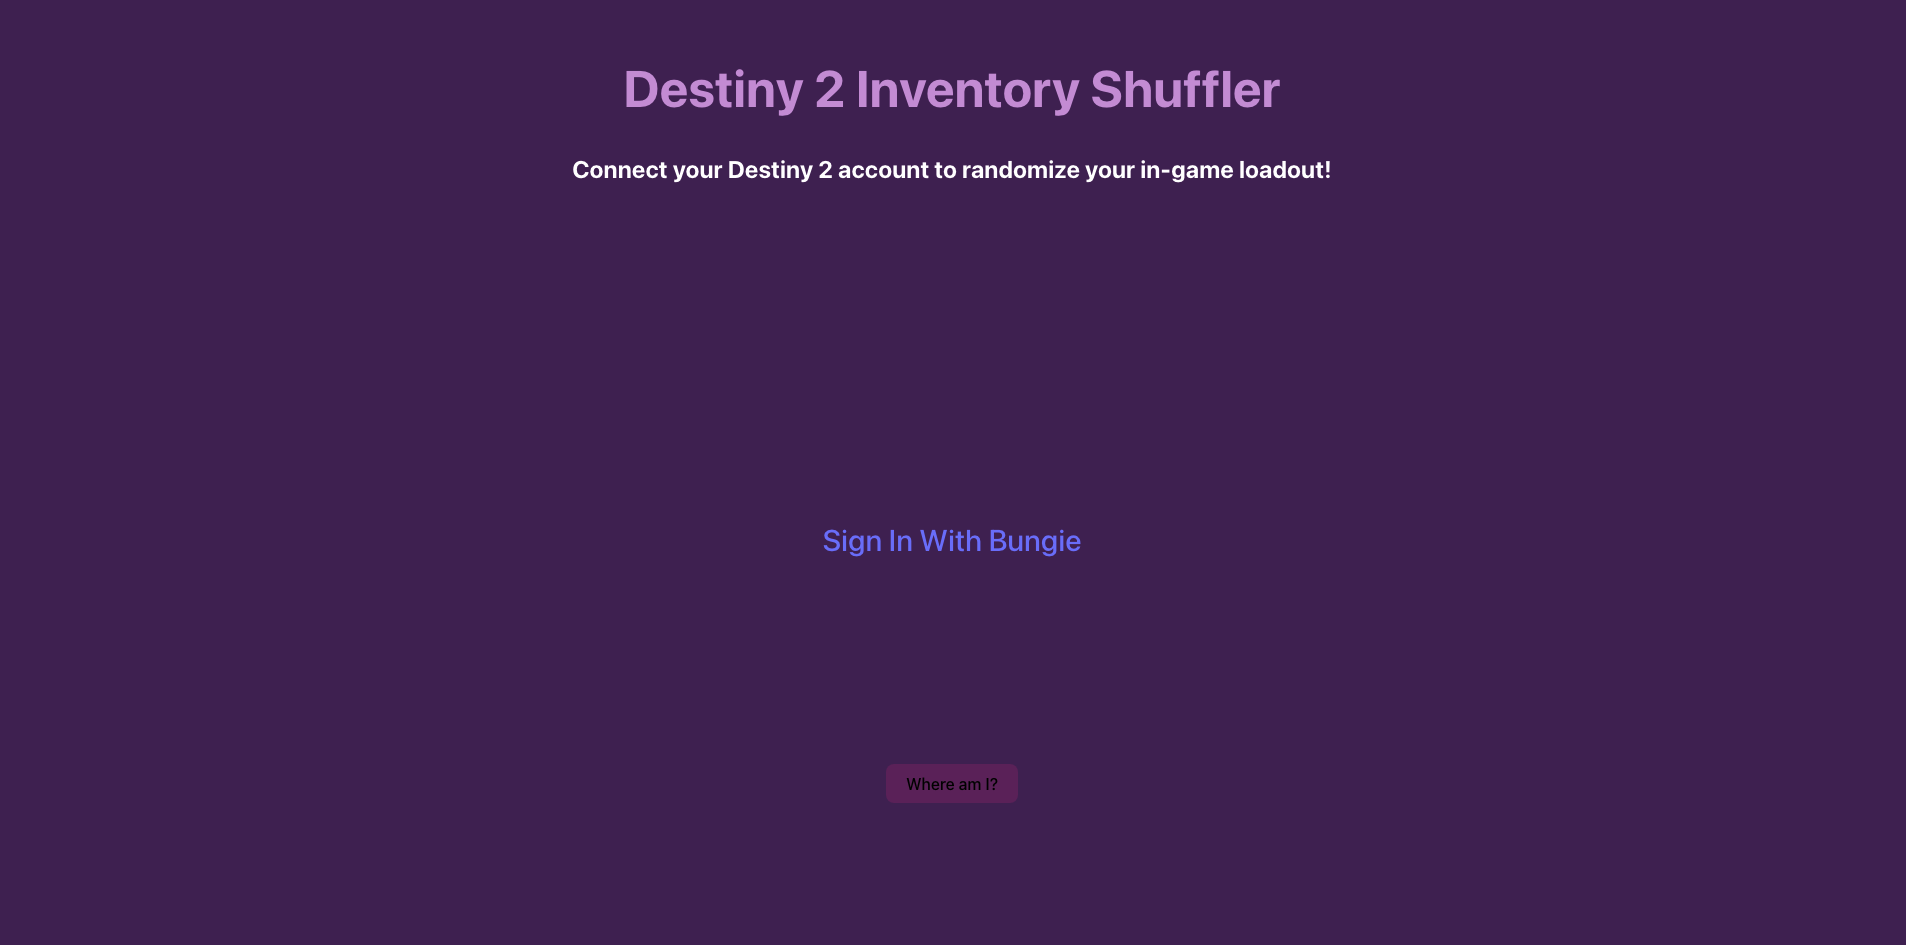 Destiny 2 Inventory Shuffler
Connect your Destiny 2 account to randomize your in-game loadout!
Sign In With Bungie
Where am I?